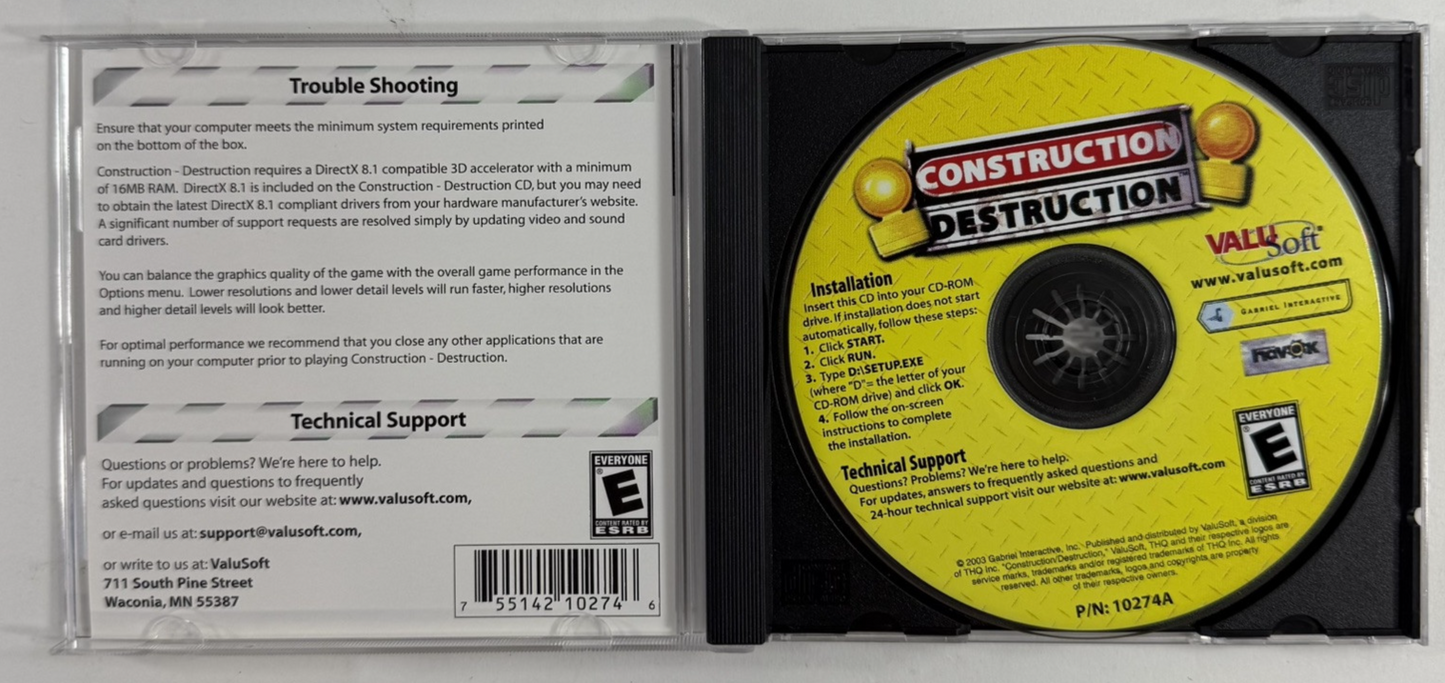 Trouble Shooting
Ensure that your computer meets the minimum system requirements printed
on the bottom of the box.
Construction - Destruction requires a DirectX 8.1 compatible 3D accelerator with a minimum
of 16MB RAM. DirectX 8.1 is included on the Construction - Destruction CD, but you may need
to obtain the latest DirectX 8.1 compliant drivers from your hardware manufacturer's website.
A significant number of support requests are resolved simply by updating video and sound
card drivers.
You can balance the graphics quality of the game with the overall game performance in the
Options menu. Lower resolutions and lower detail levels will run faster, higher resolutions
and higher detail levels will look better.
For optimal performance we recommend that you close any other applications that are
running on your computer prior to playing Construction - Destruction.
Technical Support
Questions or problems? We're here to help.
For updates and questions to frequently
asked questions visit our website at: www.valusoft.com,
or e-mail us at: support@valusoft.com,
or write to us at: ValuSoft
711 South Pine Street
Waconia, MN 55387
EVERYONE
E
®
CONTENT RATED BY
ESRB
7 55142 10274 6
CONSTRUCTION
DESTRUCTION™
VALUSoft®
www.valusoft.com
GABRIEL INTERACTIVE
havok
Installation
Insert this CD into your CD-ROM
drive. If installation does not start
automatically, follow these steps:
1. Click START.
2. Click RUN.
3. Type D:\SETUP.EXE
(where "D"= the letter of your
CD-ROM drive) and click OK.
4. Follow the on-screen
instructions to complete
the installation.
EVERYONE
E
®
CONTENT RATED BY
ESRB
Technical Support
Questions? Problems? We're here to help.
For updates, answers to frequently asked questions and
24-hour technical support visit our website at: www.valusoft.com
© 2003 Gabriel Interactive, Inc. Published and distributed by ValuSoft, a division
of THQ Inc. "Construction/Destruction," ValuSoft, THQ and their respective logos are
service marks, trademarks and/or registered trademarks of THQ Inc. All rights
reserved. All other trademarks, logos and copyrights are property
of their respective owners.
P/N: 10274A